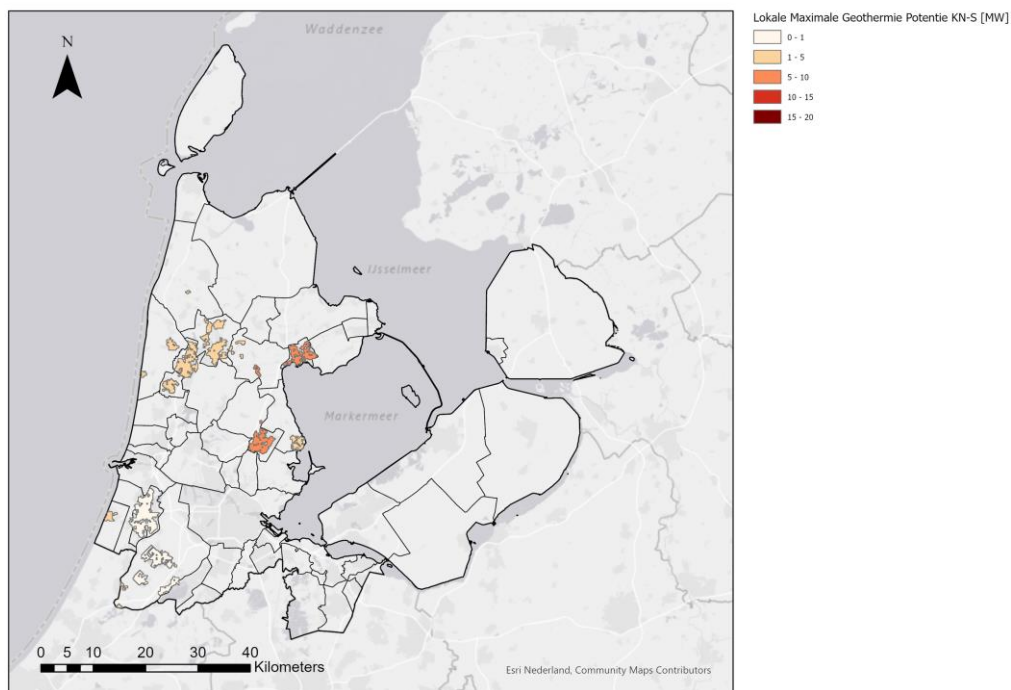 Lokale Maximale Geothermie Potentie KN-S [MW]
0 - 1
1 - 5
5 - 10
10 - 15
15 - 20
Waddenzee
N
IJsselmeer
Markermeer
0 5 10 20 30 40
Kilometers
Esri Nederland, Community Maps Contributors